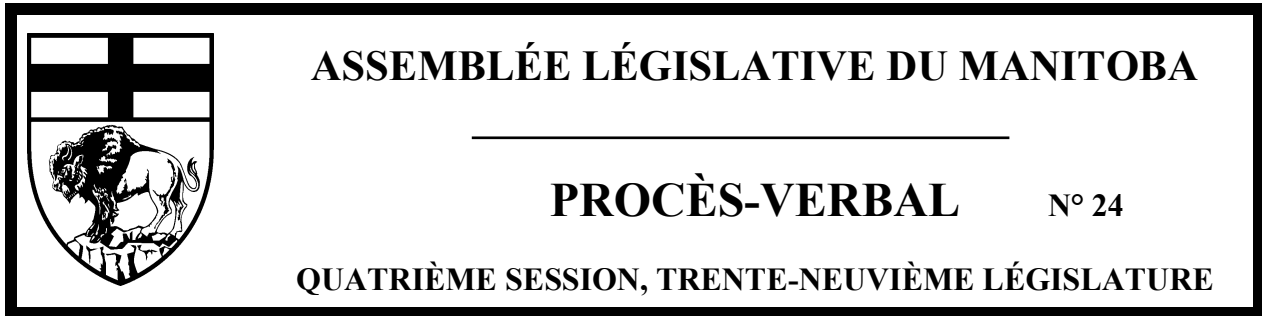 ASSEMBLÉE LÉGISLATIVE DU MANITOBA
PROCÈS-VERBAL N° 24
QUATRIÈME SESSION, TRENTE-NEUVIÈME LÉGISLATURE